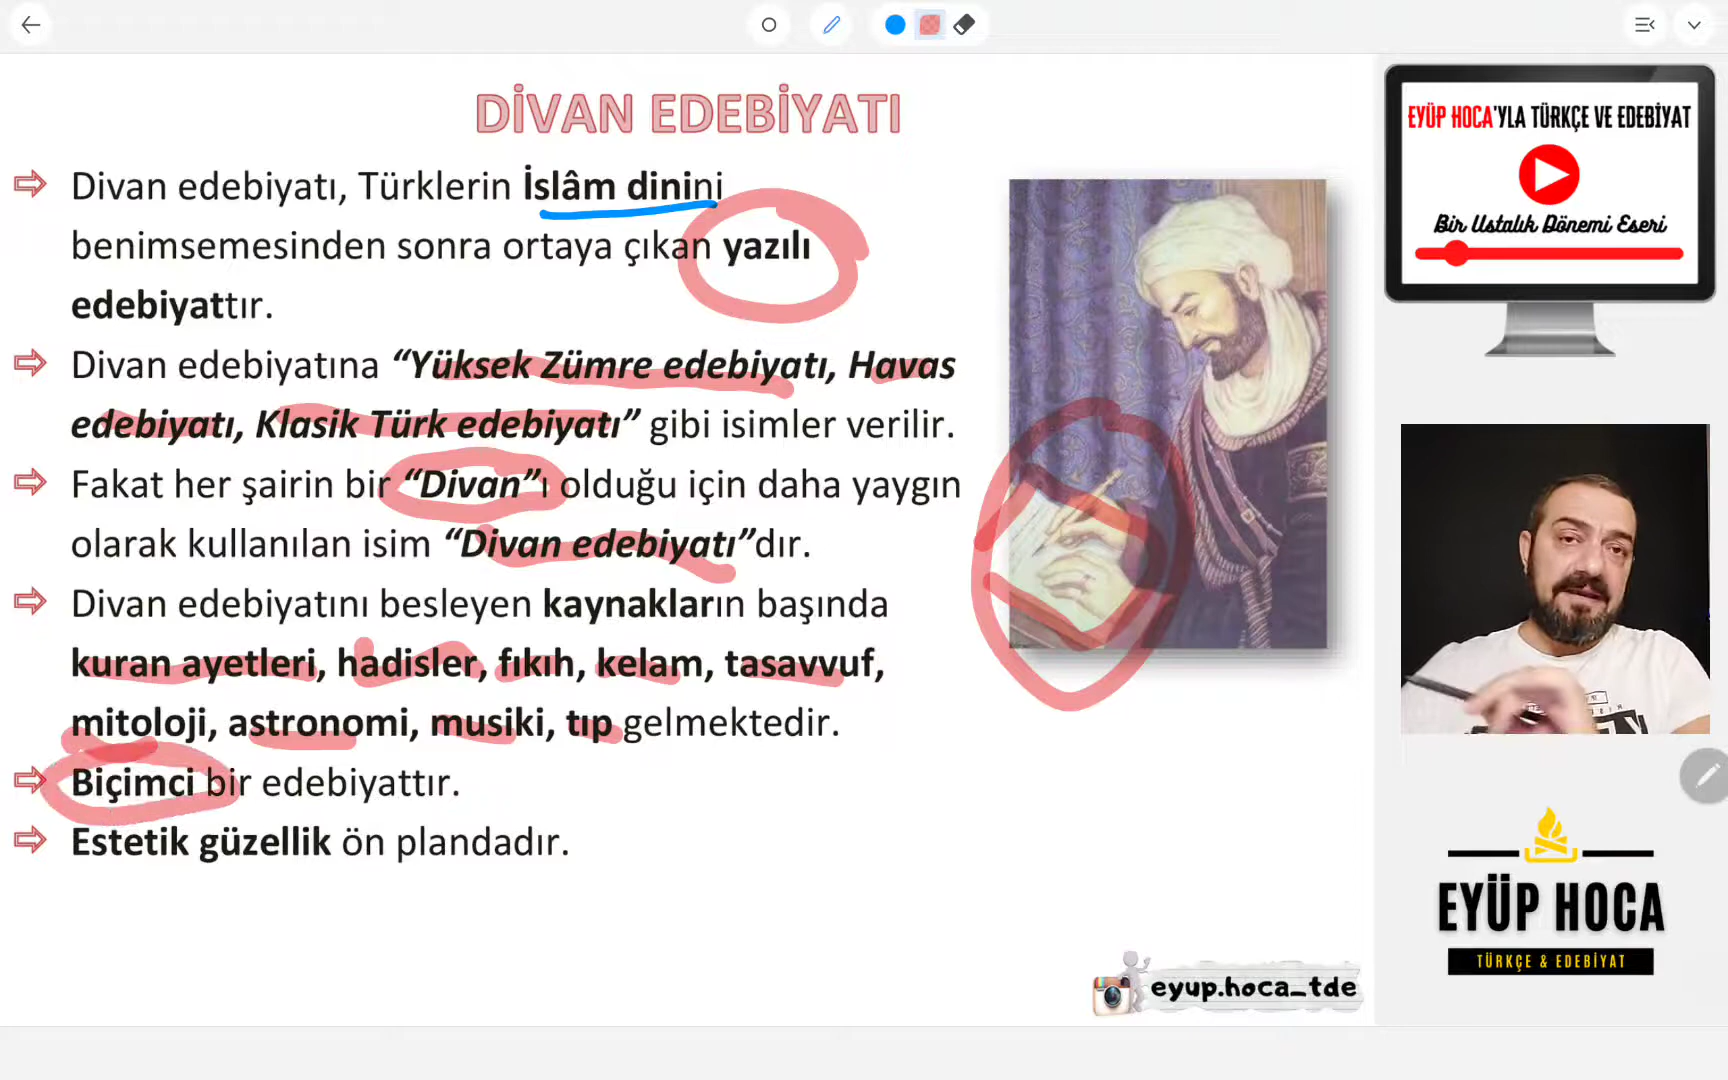 DİVAN EDEBİYATI
Divan edebiyatı, Türklerin İslâm dinini
benimsemesinden sonra ortaya çıkan yazılı
edebiyattır.
Divan edebiyatına “Yüksek Zümre edebiyatı, Havas
edebiyatı, Klasik Türk edebiyatı” gibi isimler verilir.
Fakat her şairin bir “Divan”ı olduğu için daha yaygın
olarak kullanılan isim “Divan edebiyatı”dır.
Divan edebiyatını besleyen kaynakların başında
kuran ayetleri, hadisler, fıkıh, kelam, tasavvuf,
mitoloji, astronomi, musiki, tıp gelmektedir.
Biçimci bir edebiyattır.
Estetik güzellik ön plandadır.
eyup.hoca_tde
EYÜP HOCA'YLA TÜRKÇE VE EDEBİYAT
Bir Ustalık Dönemi Eseri
EYÜP HOCA
TÜRKÇE & EDEBİYAT